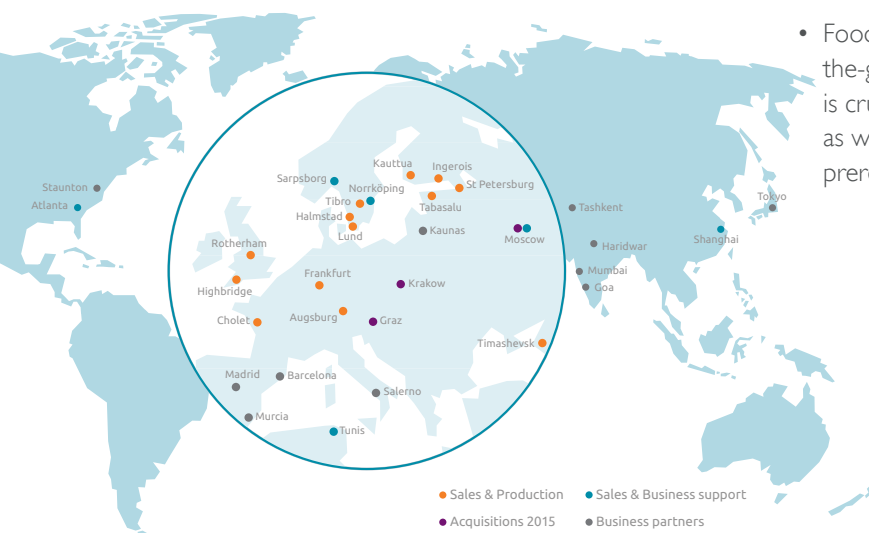 • Food
the-g
is cru
as w
prere
Kauttua
Ingerois
Sarpsborg
Norrköping
St Petersburg
Staunton
Tibro
Tabasalu
Tokyo
Atlanta
Halmstad
Tashkent
Lund
Kaunas
Moscow
Shanghai
Rotherham
Haridwar
Frankfurt
Mumbai
Highbridge
Krakow
Goa
Cholet
Augsburg
Graz
Timashevsk
Madrid
Barcelona
Salerno
Murcia
Tunis
Sales & Production
Sales & Business support
Acquisitions 2015
Business partners